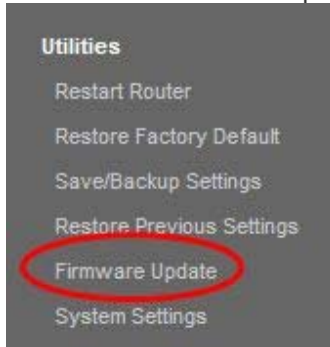 Utilities
Restart Router
Restore Factory Default
Save/Backup Settings
Restore Previous Settings
Firmware Update
System Settings